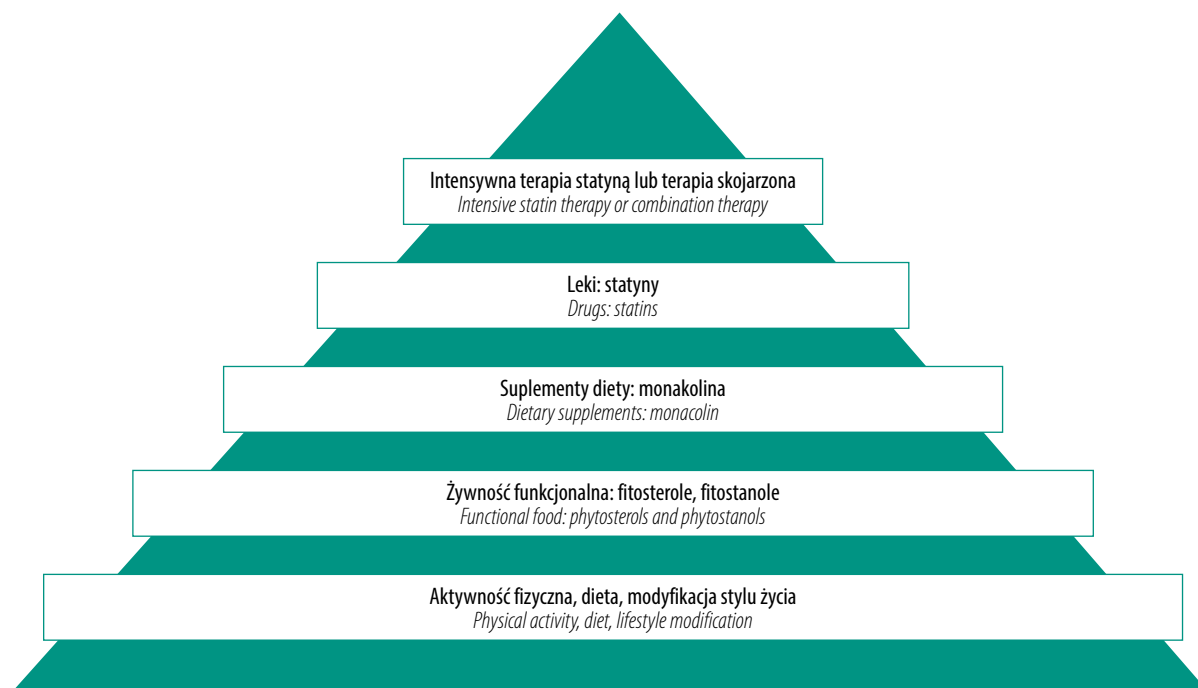 Intensywna terapia statyną lub terapia skojarzona
Intensive statin therapy or combination therapy
Leki: statyny
Drugs: statins
Suplementy diety: monakolina
Dietary supplements: monacolin
Żywność funkcjonalna: fitosterole, fitostanole
Functional food: phytosterols and phytostanols
Aktywność fizyczna, dieta, modyfikacja stylu życia
Physical activity, diet, lifestyle modification